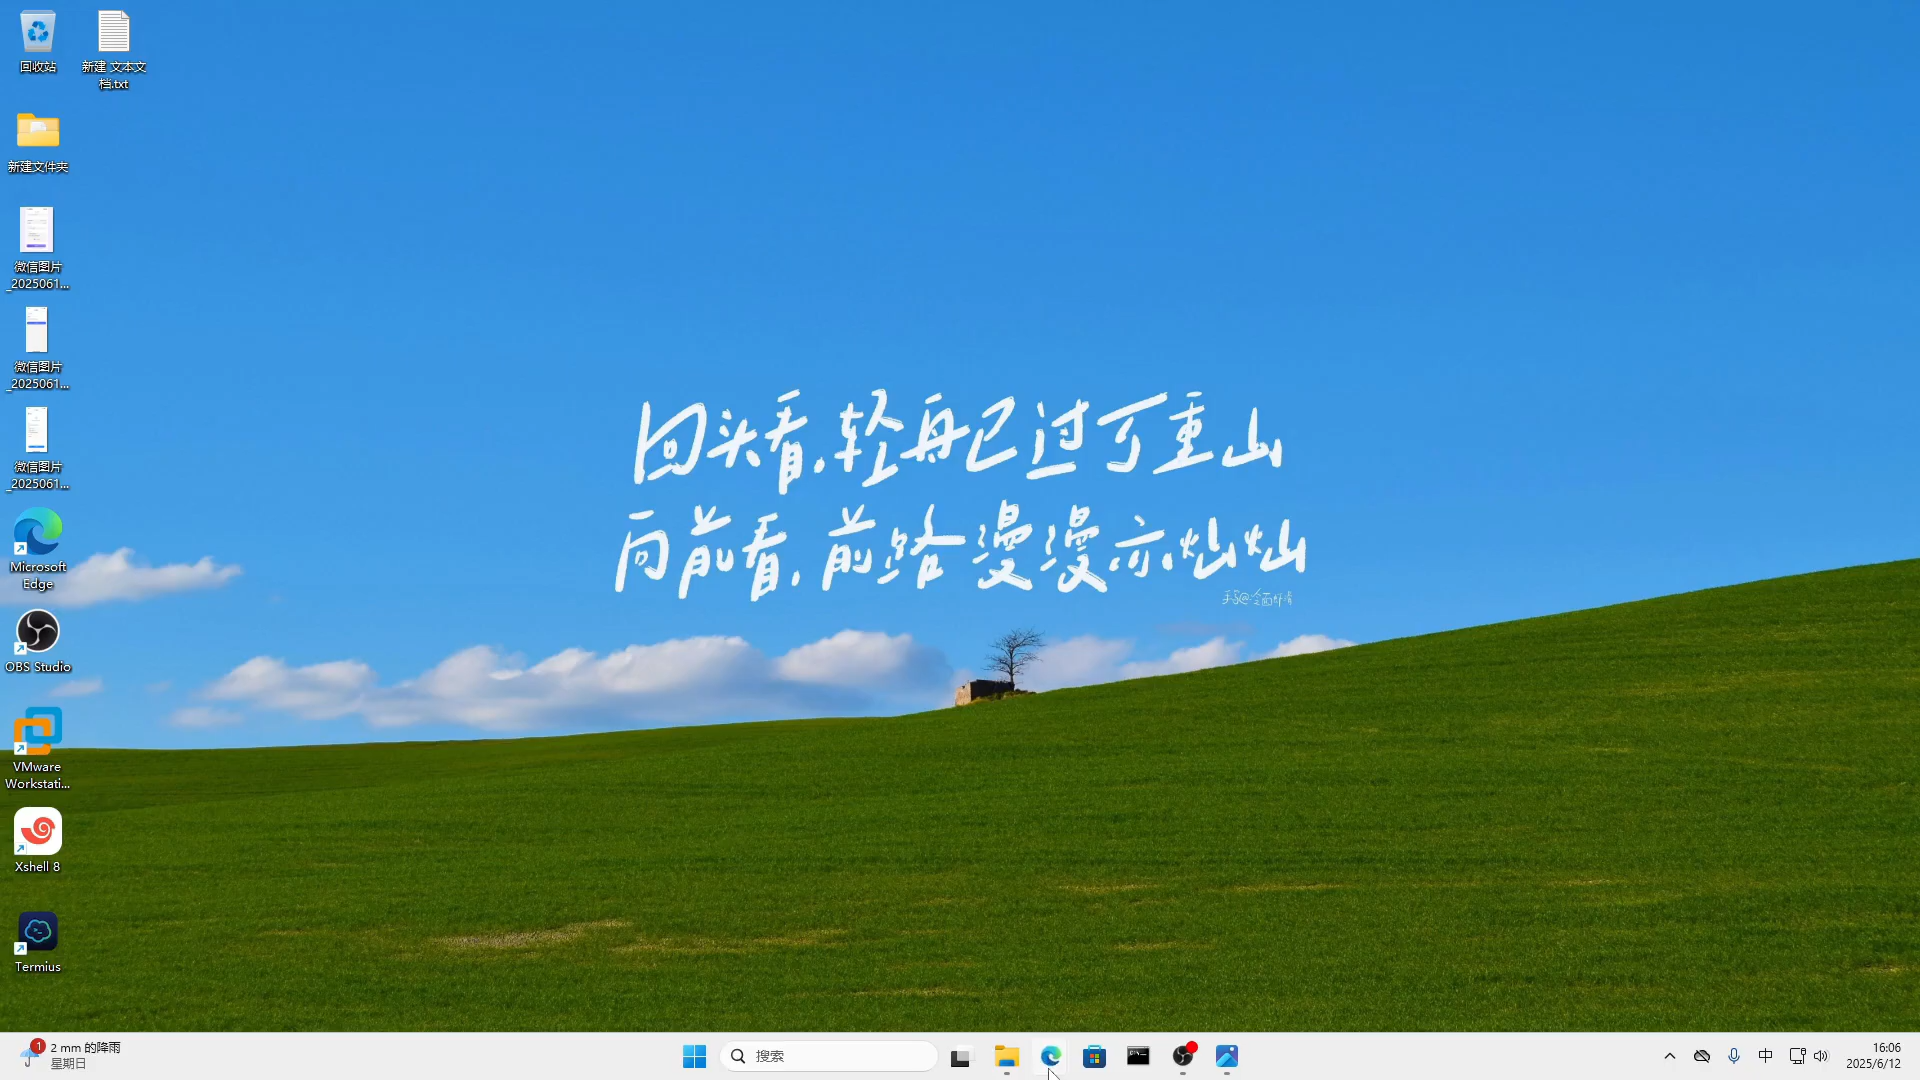 回收站
新建 文本文
档.txt
新建文件夹
微信图片
_2025061...
微信图片
_2025061...
微信图片
_2025061...
Microsoft
Edge
OBS Studio
VMware
Workstati...
Xshell 8
Termius
回头看,轻舟已过万重山
向前看,前路漫漫亦灿灿
1
2 mm 的降雨
星期日
搜索
中
16:06
2025/6/12